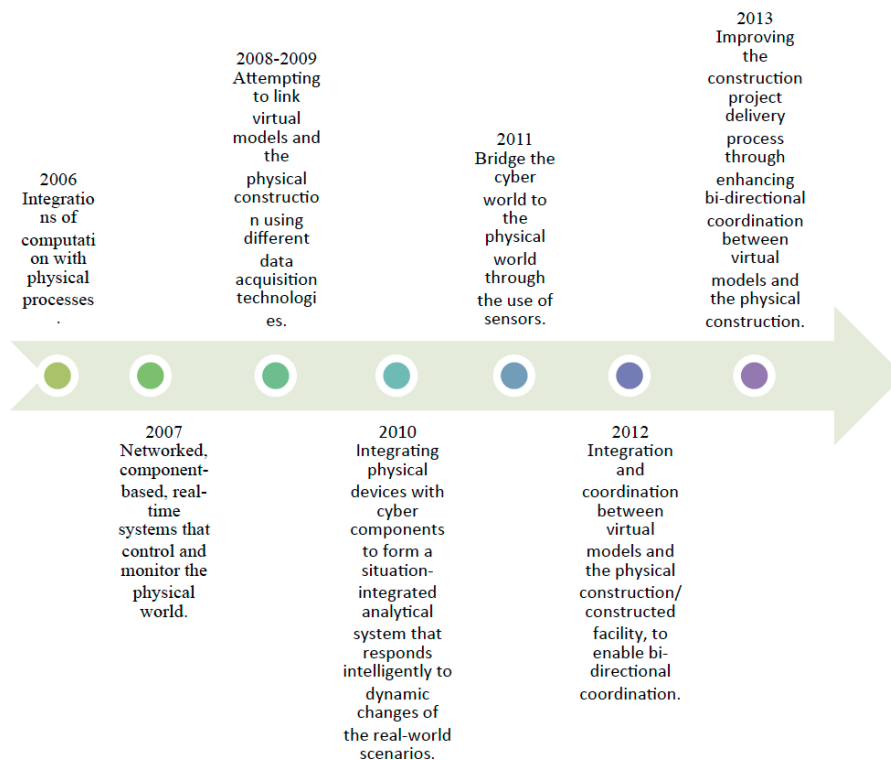 2006
Integratio
ns of
computati
on with
physical
processes
.
2007
Networked,
component-
based, real-
time
systems that
control and
monitor the
physical
world.
2008-2009
Attempting
to link
virtual
models and
the
physical
constructio
n using
different
data
acquisition
technologi
es.
2010
Integrating
physical
devices with
cyber
components
to form a
situation-
integrated
analytical
system that
responds
intelligently to
dynamic
changes of
the real-world
scenarios.
2011
Bridge the
cyber
world to
the
physical
world
through
the use of
sensors.
2012
Integration
and
coordination
between
virtual
models and
the physical
construction/
constructed
facility, to
enable bi-
directional
coordination.
2013
Improving
the
construction
project
delivery
process
through
enhancing
bi-directional
coordination
between
virtual
models and
the physical
construction.